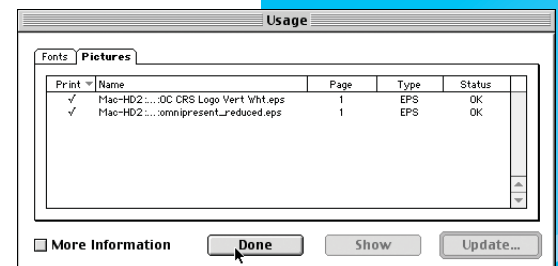 Usage
Fonts Pictures
Print Name Page Type Status
√ Mac-HD2:...:OC CRS Logo Vert Wht.eps 1 EPS OK
√ Mac-HD2:...:omnipresent_reduced.eps 1 EPS OK
More Information Done Show Update...